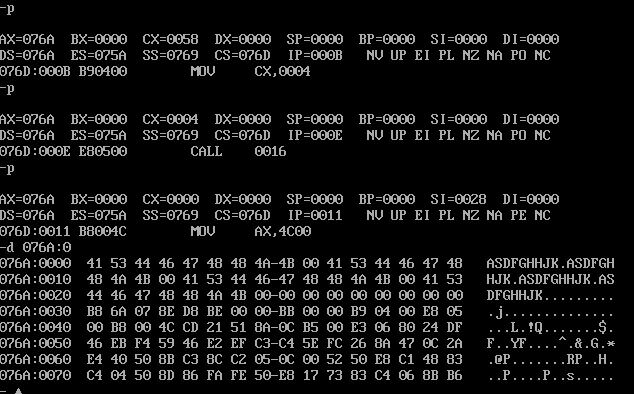 -p
AX=076A BX=0000 CX=0058 DX=0000 SP=0000 BP=0000 SI=0000 DI=0000
DS=076A ES=075A SS=0769 CS=076D IP=000B NV UP EI PL NZ NA PO NC
076D:000B B90400 MOV CX,0004
-p
AX=076A BX=0000 CX=0004 DX=0000 SP=0000 BP=0000 SI=0000 DI=0000
DS=076A ES=075A SS=0769 CS=076D IP=000E NV UP EI PL NZ NA PO NC
076D:000E E80500 CALL 0016
-p
AX=076A BX=0000 CX=0000 DX=0000 SP=0000 BP=0000 SI=0028 DI=0000
DS=076A ES=075A SS=0769 CS=076D IP=0011 NV UP EI PL NZ NA PE NC
076D:0011 B8004C MOV AX,4C00
-d 076A:0
076A:0000 41 53 44 46 47 48 48 4A-4B 00 41 53 44 46 47 48 ASDFGHHJK.ASDFGH
076A:0010 48 4A 4B 00 41 53 44 46-47 48 48 4A 4B 00 41 53 HJK.ASDFGHHJK.AS
076A:0020 44 46 47 48 48 4A 4B 00-00 00 00 00 00 00 00 00 DFGHHJK.........
076A:0030 B8 6A 07 8E D8 BE 00 00-BB 00 00 B9 04 00 E8 05 .j..............
076A:0040 00 B8 00 4C CD 21 51 8A-0C B5 00 E3 06 80 24 DF ...L.!Q.......$.
076A:0050 46 EB F4 59 46 E2 EF C3-C4 5E FC 26 8A 47 0C 2A F..YF....^.&.G.*
076A:0060 E4 40 50 8B C3 8C C2 05-0C 00 52 50 E8 C1 48 83 .@P.......RP..H.
076A:0070 C4 04 50 8D 86 FA FE 50-E8 17 73 83 C4 06 8B B6 ..P....P..s.....
-